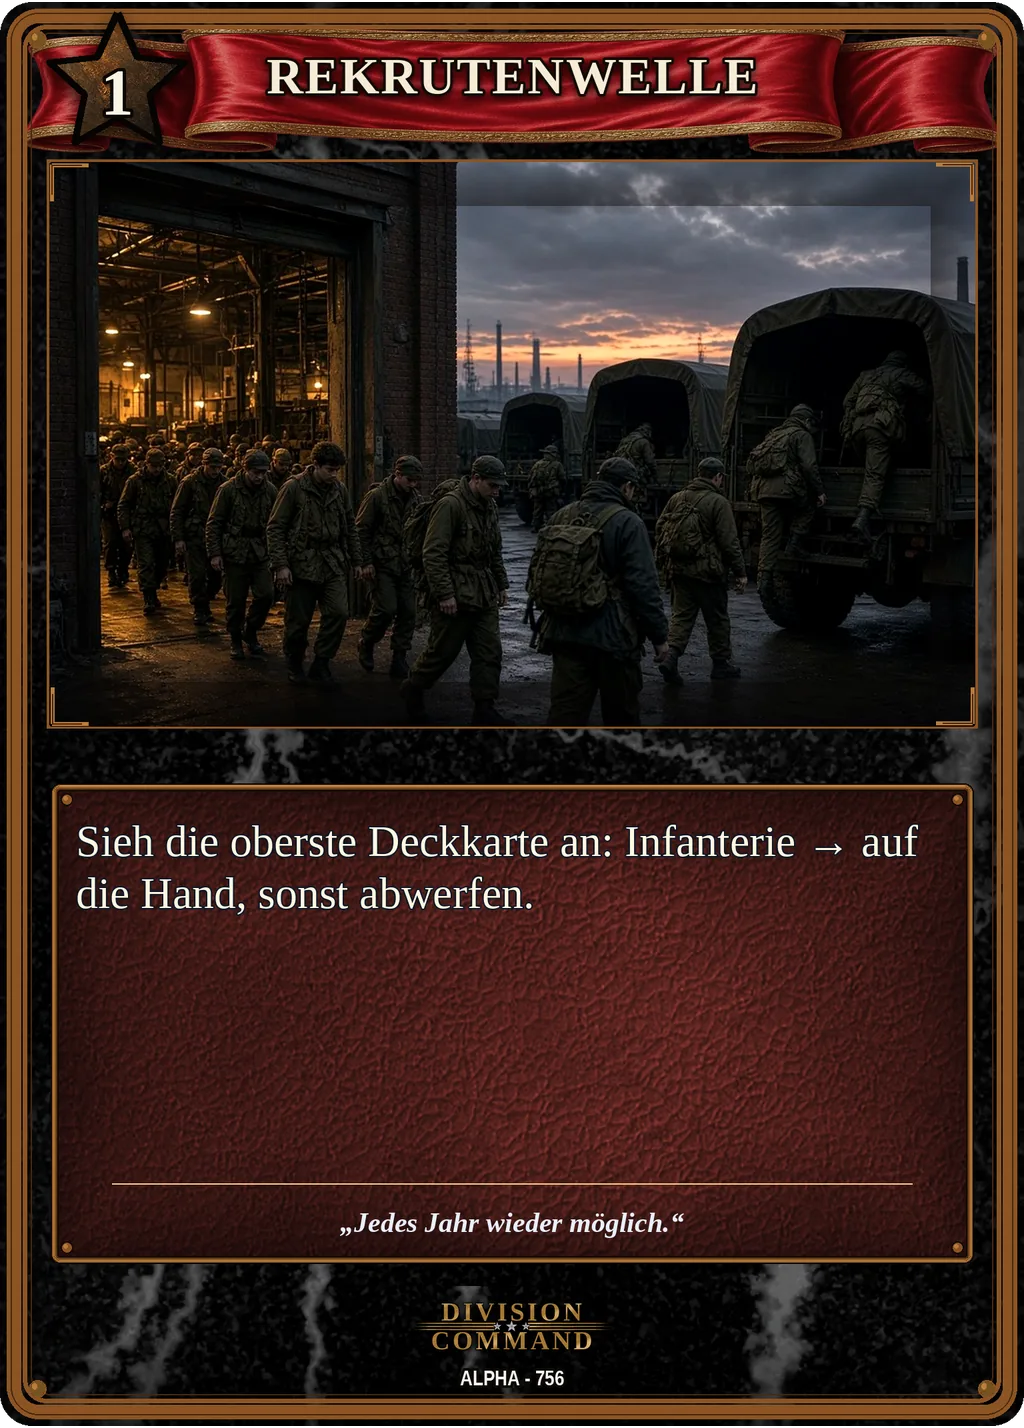 1
REKRUTENWELLE
Sieh die oberste Deckkarte an: Infanterie → auf
die Hand, sonst abwerfen.
„Jedes Jahr wieder möglich.“
DIVISION
COMMAND
ALPHA - 756